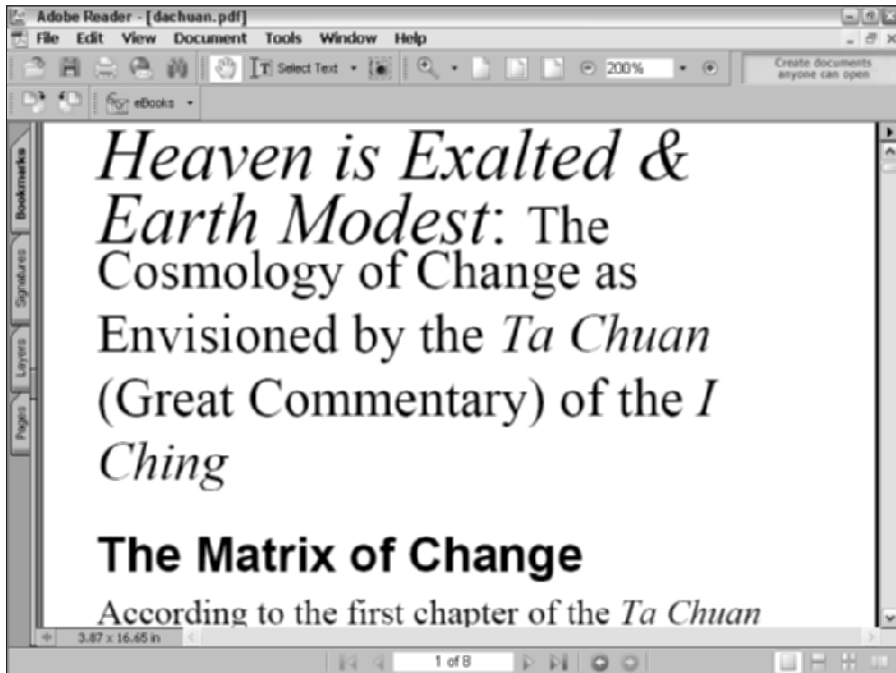 Adobe Reader - [dachuan.pdf]
File Edit View Document Tools Window Help
Select Text 200% Create documents
anyone can open
eBooks
Bookmarks
Signatures
Layers
Pages
Heaven is Exalted &
Earth Modest: The
Cosmology of Change as
Envisioned by the Ta Chuan
(Great Commentary) of the I
Ching
The Matrix of Change
According to the first chapter of the Ta Chuan
3.87 x 16.65 in
1 of 8